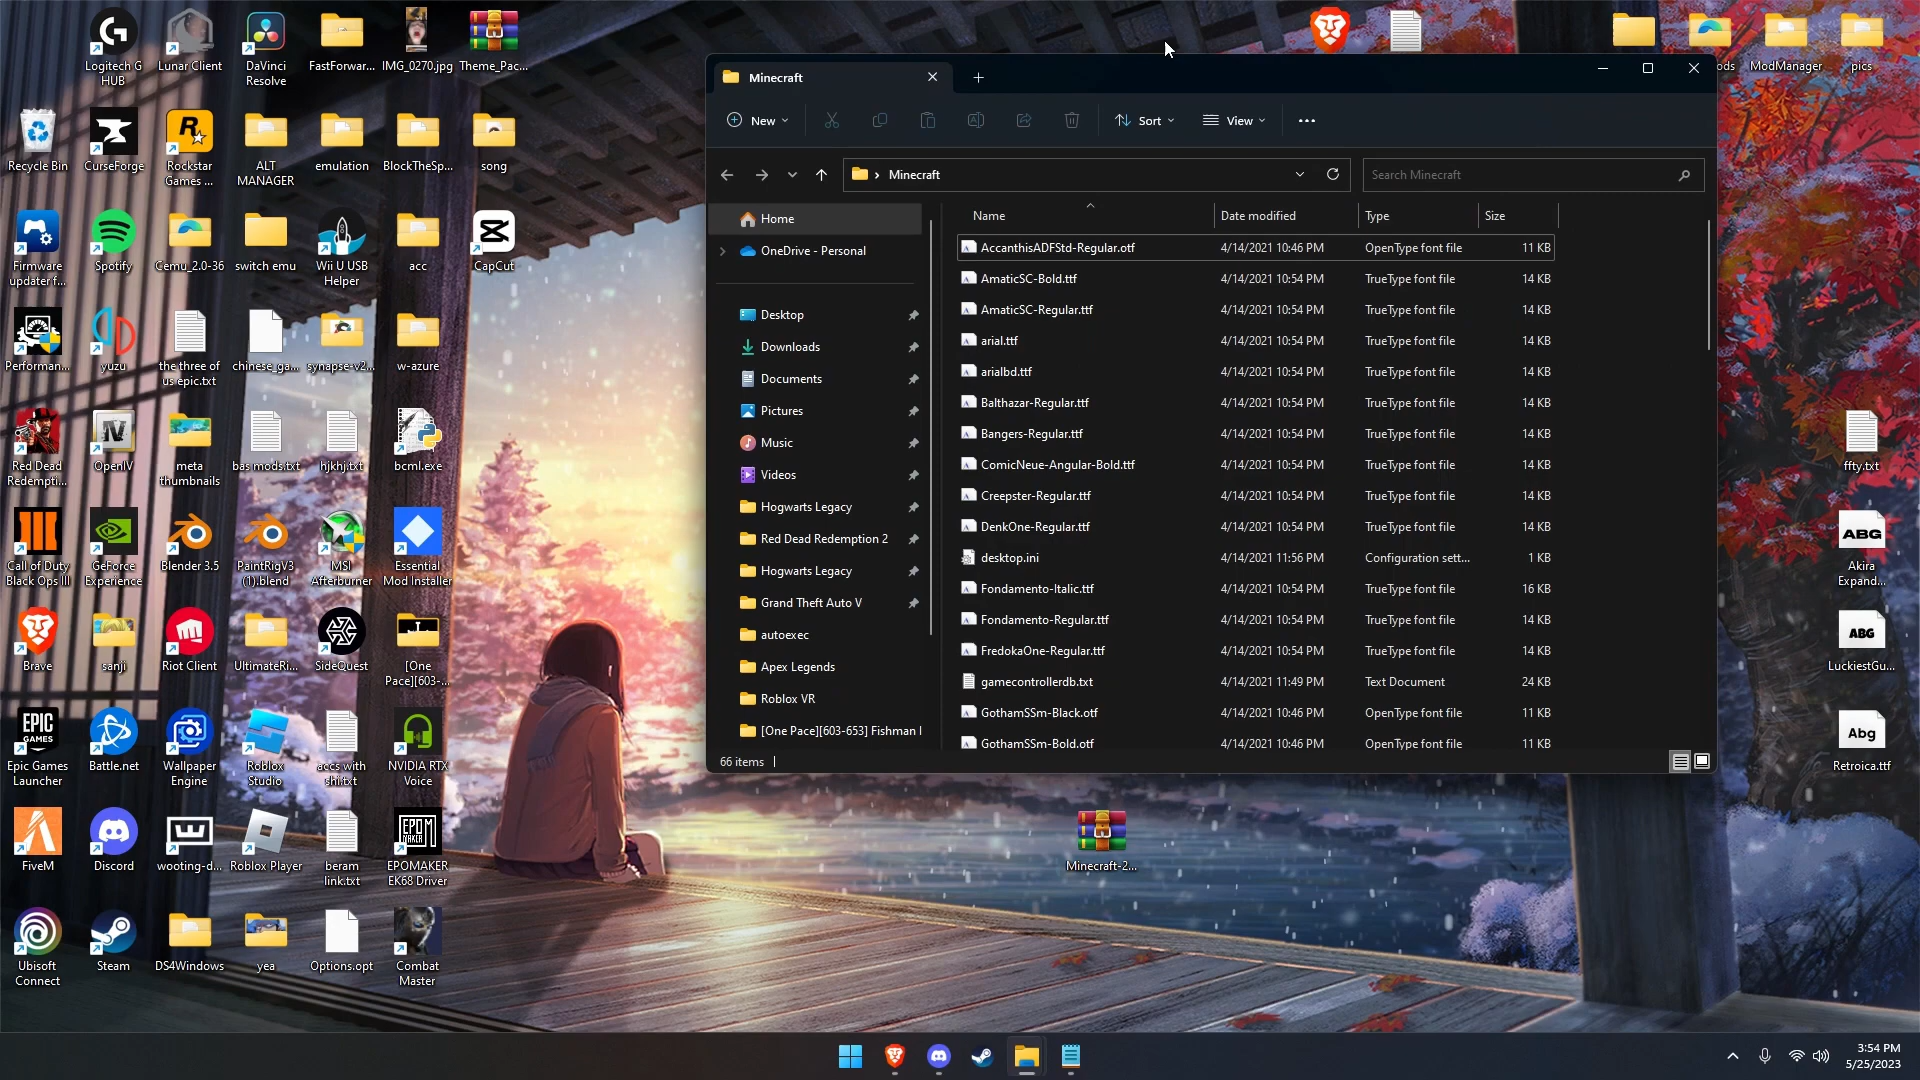 Logitech G
HUB
Lunar Client
DaVinci
Resolve
FastForwar...
IMG_0270.jpg
Theme_Pac...
ods
ModManager
pics
Recycle Bin
CurseForge
Rockstar
Games ...
ALT
MANAGER
emulation
BlockTheSp...
song
Firmware
updater f...
Spotify
Cemu_2.0-36
switch emu
Wii U USB
Helper
acc
CapCut
Performan...
yuzu
the three of
us epic.txt
chinese_ga...
synapse-v2...
w-azure
Red Dead
Redempti...
OpenIV
meta
thumbnails
bas mods.txt
hjkhj.txt
bcml.exe
Call of Duty
Black Ops III
GeForce
Experience
Blender 3.5
PaintRigV3
(1).blend
MSI
Afterburner
Essential
Mod Installer
Brave
sanji
Riot Client
UltimateRi...
SideQuest
[One
Pace][603-...
EPIC
GAMES
Epic Games
Launcher
Battle.net
Wallpaper
Engine
Roblox
Studio
accs with
shi.txt
NVIDIA RTX
Voice
FiveM
Discord
wooting-d...
Roblox Player
beram
link.txt
EPOMAKER
EK68 Driver
Ubisoft
Connect
Steam
DS4Windows
yea
Options.opt
Combat
Master
Minecraft
New
Sort
View
Minecraft
Search Minecraft
Home
OneDrive - Personal
Desktop
Downloads
Documents
Pictures
Music
Videos
Hogwarts Legacy
Red Dead Redemption 2
Hogwarts Legacy
Grand Theft Auto V
autoexec
Apex Legends
Roblox VR
[One Pace][603-653] Fishman I
Name Date modified Type Size
AccanthisADFStd-Regular.otf 4/14/2021 10:46 PM OpenType font file 11 KB
AmaticSC-Bold.ttf 4/14/2021 10:54 PM TrueType font file 14 KB
AmaticSC-Regular.ttf 4/14/2021 10:54 PM TrueType font file 14 KB
arial.ttf 4/14/2021 10:54 PM TrueType font file 14 KB
arialbd.ttf 4/14/2021 10:54 PM TrueType font file 14 KB
Balthazar-Regular.ttf 4/14/2021 10:54 PM TrueType font file 14 KB
Bangers-Regular.ttf 4/14/2021 10:54 PM TrueType font file 14 KB
ComicNeue-Angular-Bold.ttf 4/14/2021 10:54 PM TrueType font file 14 KB
Creepster-Regular.ttf 4/14/2021 10:54 PM TrueType font file 14 KB
DenkOne-Regular.ttf 4/14/2021 10:54 PM TrueType font file 14 KB
desktop.ini 4/14/2021 11:56 PM Configuration sett... 1 KB
Fondamento-Italic.ttf 4/14/2021 10:54 PM TrueType font file 16 KB
Fondamento-Regular.ttf 4/14/2021 10:54 PM TrueType font file 14 KB
FredokaOne-Regular.ttf 4/14/2021 10:54 PM TrueType font file 14 KB
gamecontrollerdb.txt 4/14/2021 11:49 PM Text Document 24 KB
GothamSSm-Black.otf 4/14/2021 10:46 PM OpenType font file 11 KB
GothamSSm-Bold.otf 4/14/2021 10:46 PM OpenType font file 11 KB
66 items
Minecraft-2...
ffty.txt
ABG
Akira
Expand...
ABG
LuckiestGu...
Abg
Retroica.ttf
3:54 PM
5/25/2023